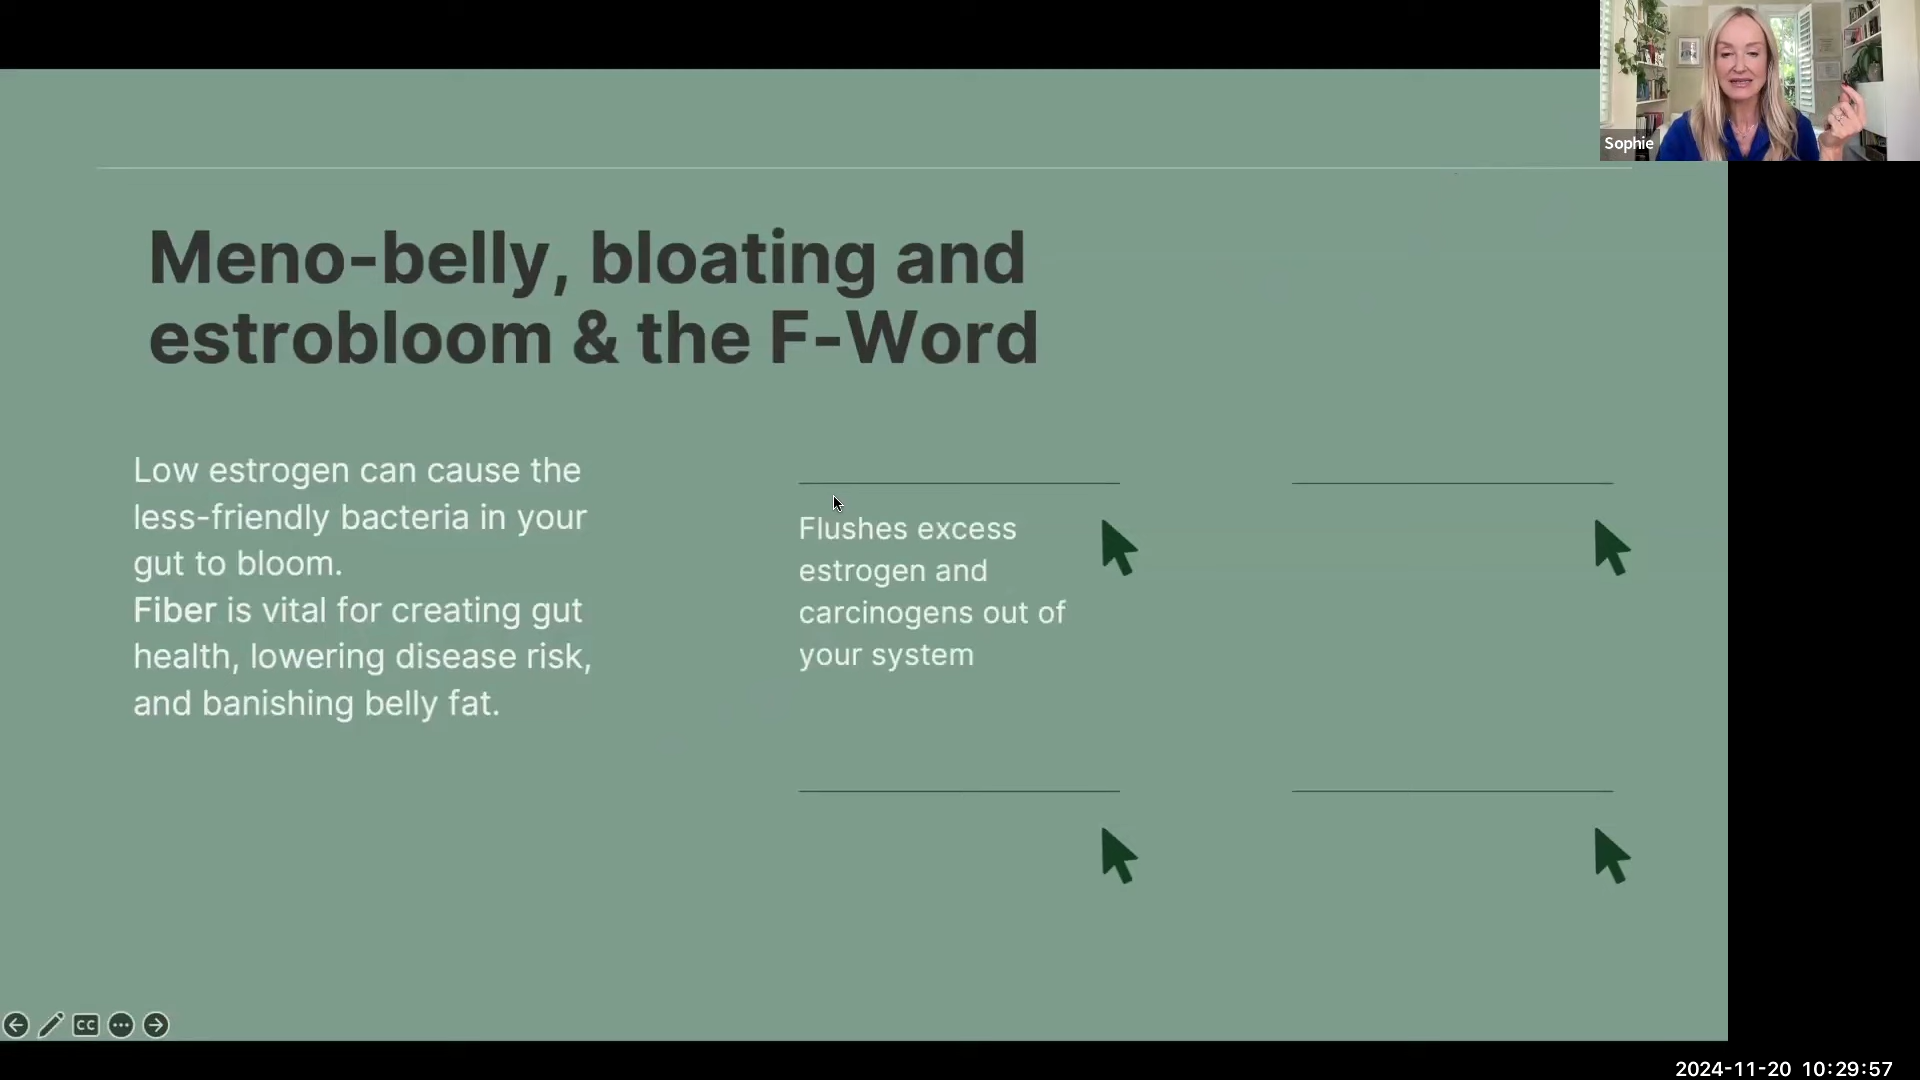 Sophie
Meno-belly, bloating and
estrobloom & the F-Word
Low estrogen can cause the
less-friendly bacteria in your
gut to bloom.
Fiber is vital for creating gut
health, lowering disease risk,
and banishing belly fat.
Flushes excess
estrogen and
carcinogens out of
your system
CC
2024-11-20 10:29:57